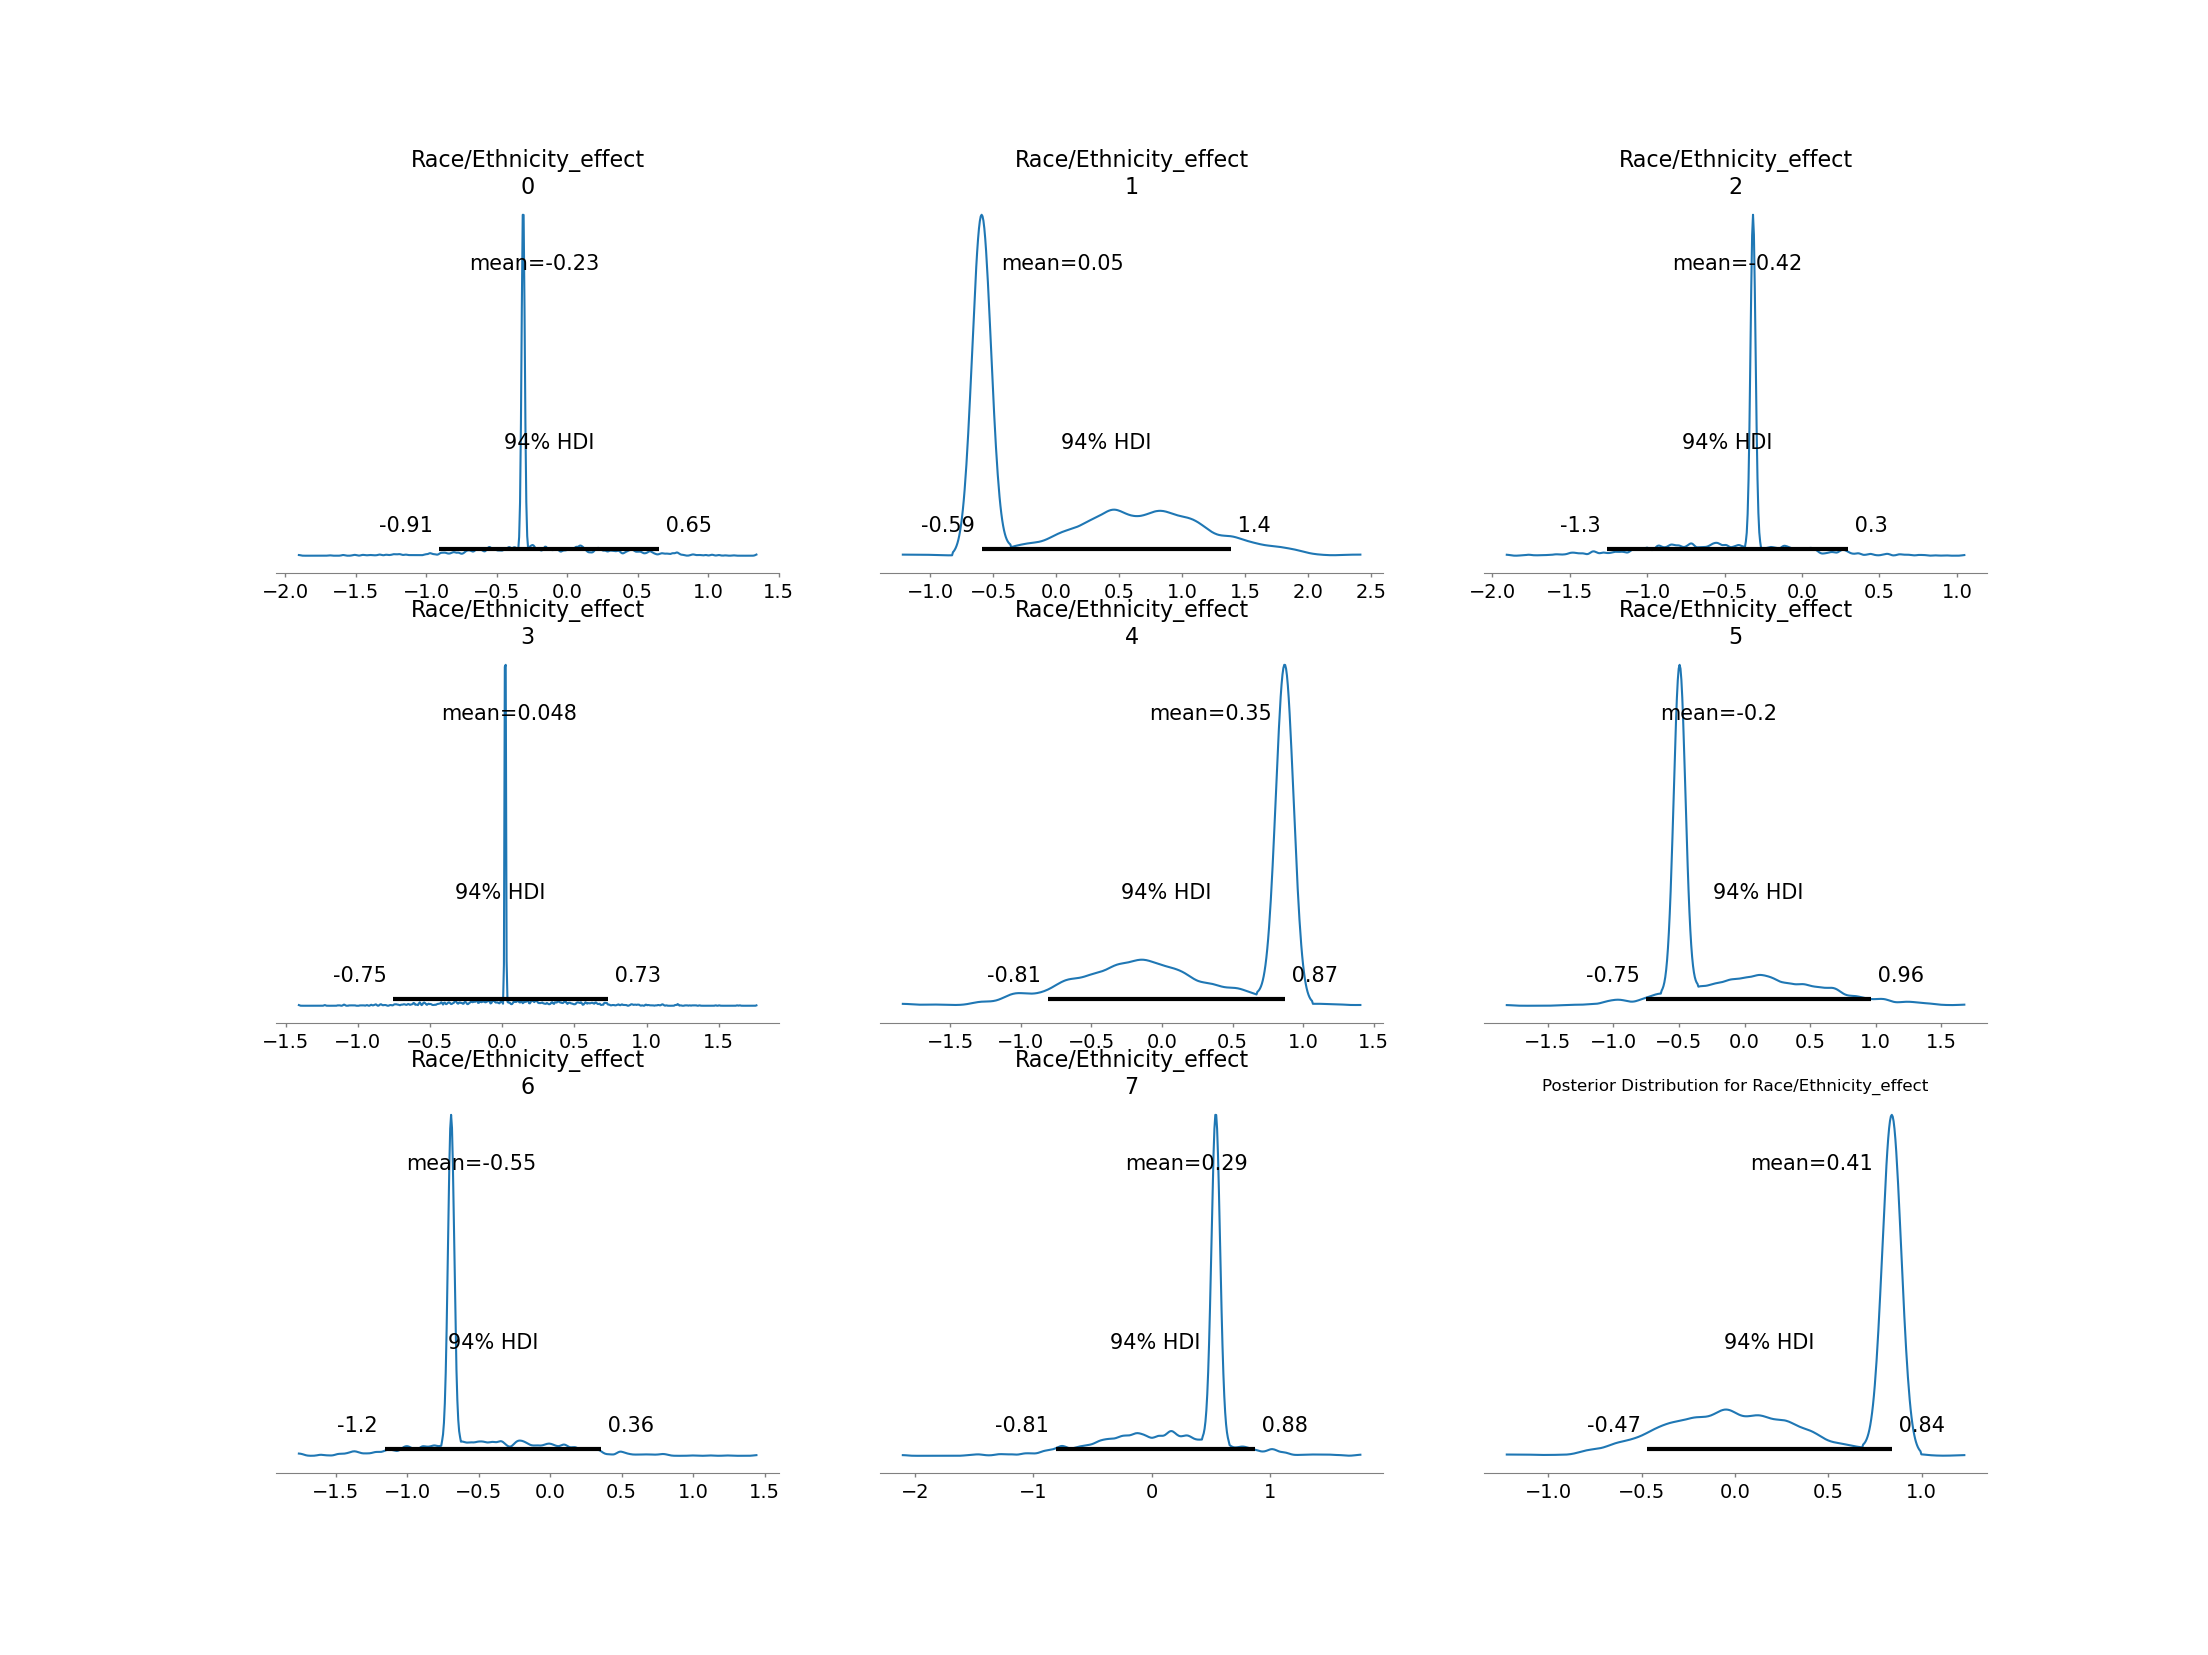 Race/Ethnicity_effect
0
mean=-0.23
94% HDI
-0.91 0.65
−2.0 −1.5 −1.0 −0.5 0.0 0.5 1.0 1.5
Race/Ethnicity_effect
1
mean=0.05
94% HDI
-0.59 1.4
−1.0 −0.5 0.0 0.5 1.0 1.5 2.0 2.5
Race/Ethnicity_effect
2
mean=-0.42
94% HDI
-1.3 0.3
−2.0 −1.5 −1.0 −0.5 0.0 0.5 1.0
Race/Ethnicity_effect
3
mean=0.048
94% HDI
-0.75 0.73
−1.5 −1.0 −0.5 0.0 0.5 1.0 1.5
Race/Ethnicity_effect
4
mean=0.35
94% HDI
-0.81 0.87
−1.5 −1.0 −0.5 0.0 0.5 1.0 1.5
Race/Ethnicity_effect
5
mean=-0.2
94% HDI
-0.75 0.96
−1.5 −1.0 −0.5 0.0 0.5 1.0 1.5
Race/Ethnicity_effect
6
mean=-0.55
94% HDI
-1.2 0.36
−1.5 −1.0 −0.5 0.0 0.5 1.0 1.5
Race/Ethnicity_effect
7
mean=0.29
94% HDI
-0.81 0.88
−2 −1 0 1
Posterior Distribution for Race/Ethnicity_effect
mean=0.41
94% HDI
-0.47 0.84
−1.0 −0.5 0.0 0.5 1.0